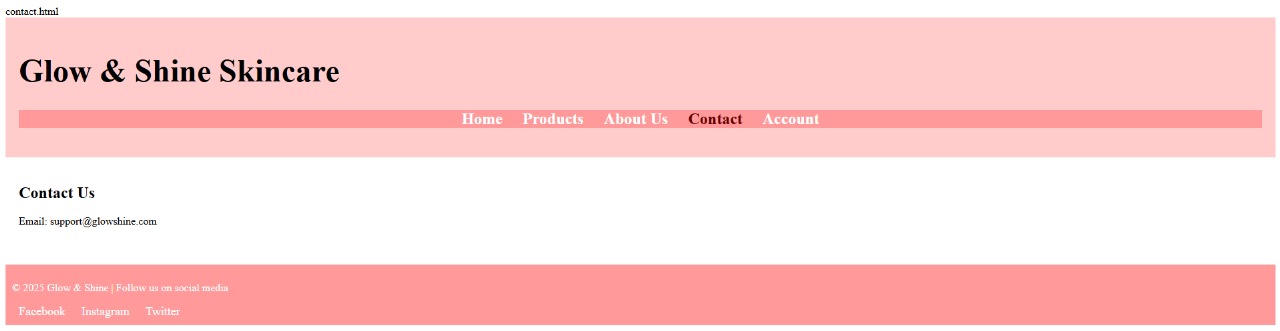 contact.html
Glow & Shine Skincare
Home Products About Us Contact Account
Contact Us
Email: support@glowshine.com
© 2025 Glow & Shine | Follow us on social media
Facebook Instagram Twitter